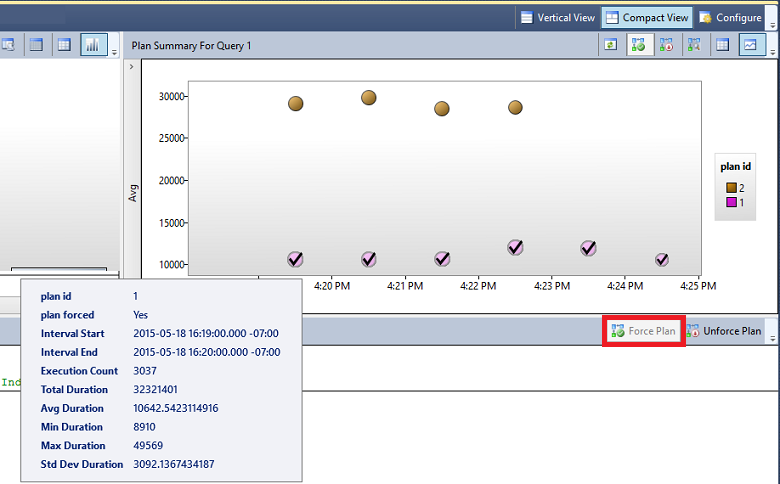 Vertical View Compact View Configure
Plan Summary For Query 1
Avg
30000
25000
20000
15000
10000
4:20 PM 4:21 PM 4:22 PM 4:23 PM 4:24 PM 4:25 PM
plan id
2
1
Force Plan Unforce Plan
Ind
plan id 1
plan forced Yes
Interval Start 2015-05-18 16:19:00.000 -07:00
Interval End 2015-05-18 16:20:00.000 -07:00
Execution Count 3037
Total Duration 32321401
Avg Duration 10642.5423114916
Min Duration 8910
Max Duration 49569
Std Dev Duration 3092.1367434187